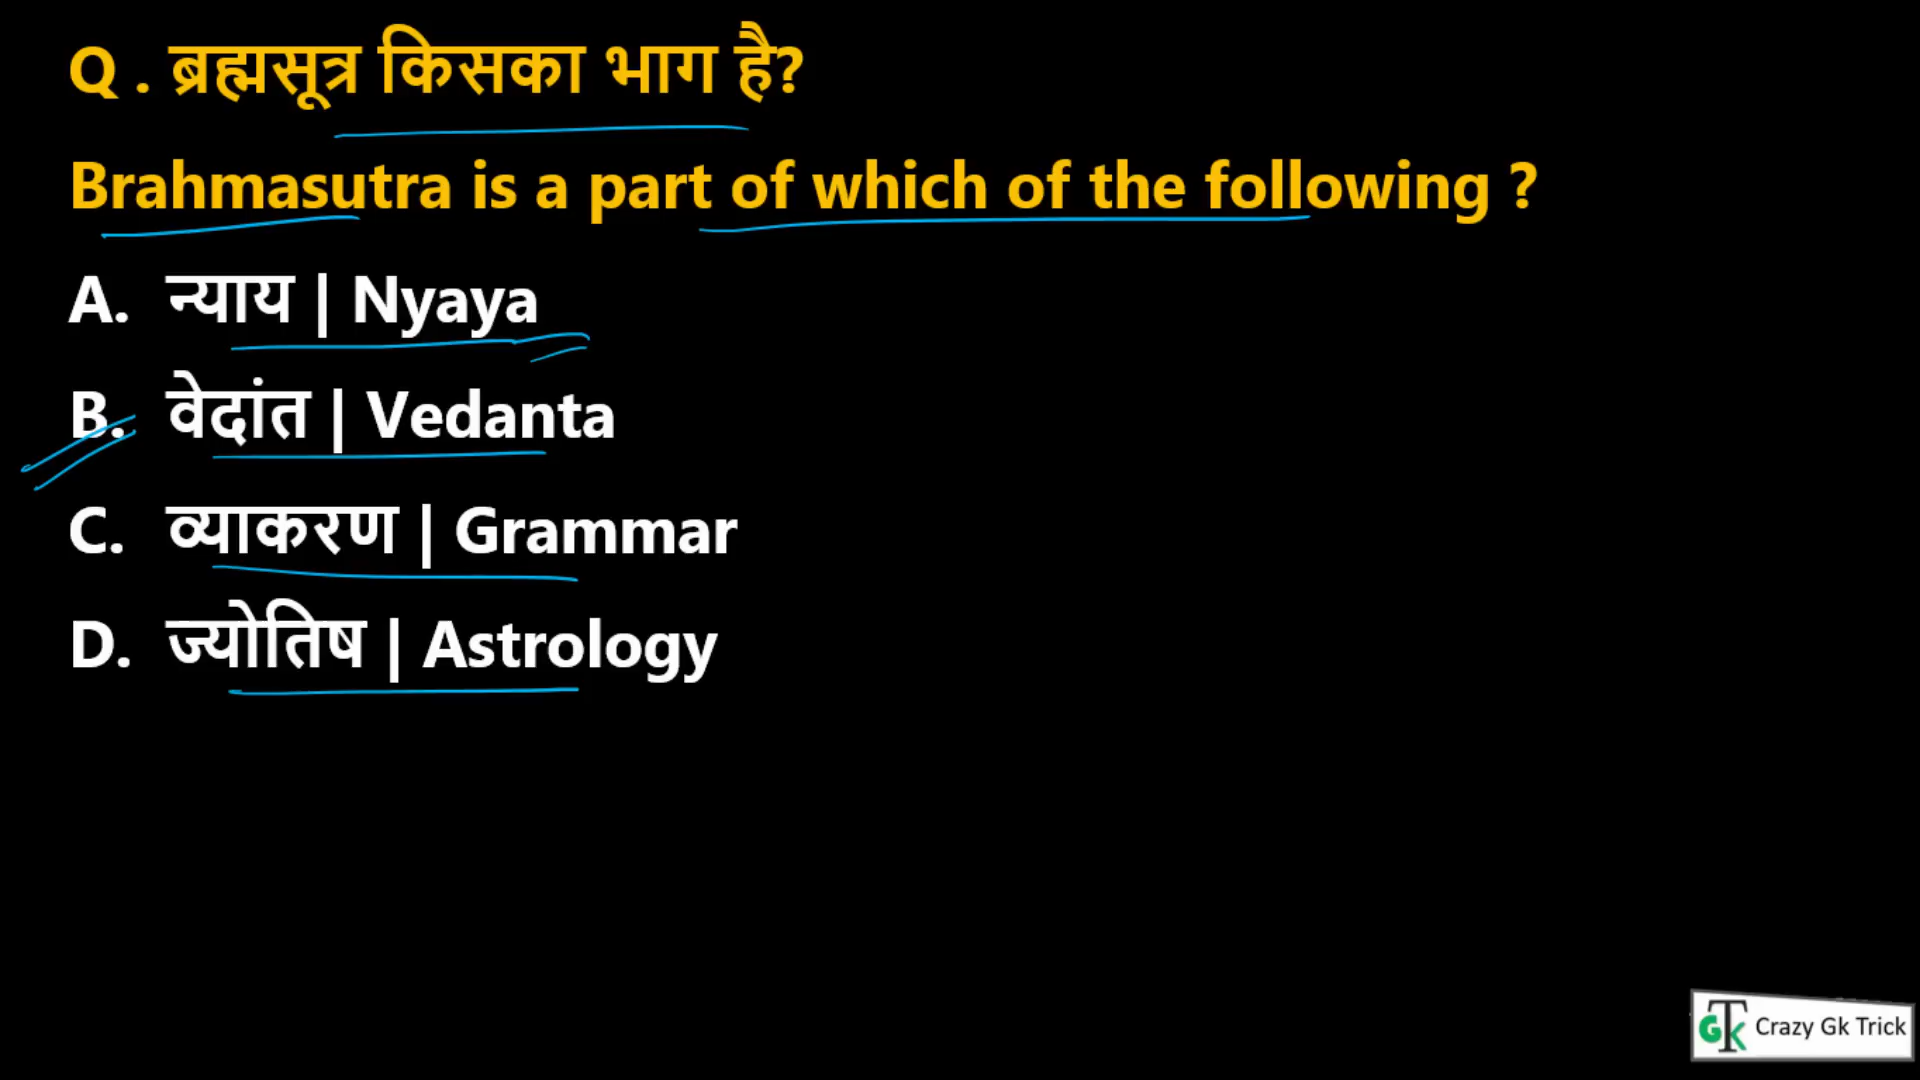 Q . ब्रह्मसूत्र किसका भाग है?
Brahmasutra is a part of which of the following ?
A. न्याय | Nyaya
B. वेदांत | Vedanta
C. व्याकरण | Grammar
D. ज्योतिष | Astrology
GTK Crazy Gk Trick